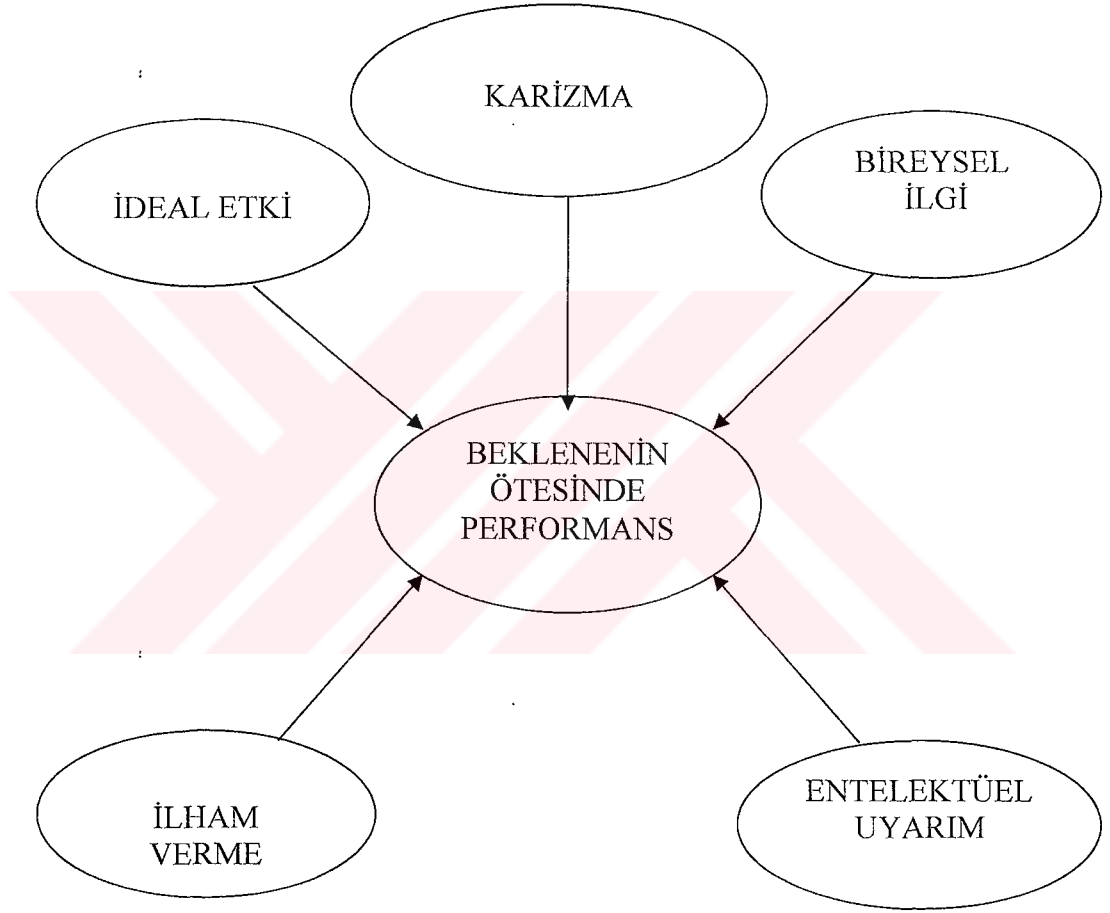 KARİZMA
İDEAL ETKİ
BİREYSEL
İLGİ
BEKLENENİN
ÖTESİNDE
PERFORMANS
İLHAM
VERME
ENTELEKTÜEL
UYARIM